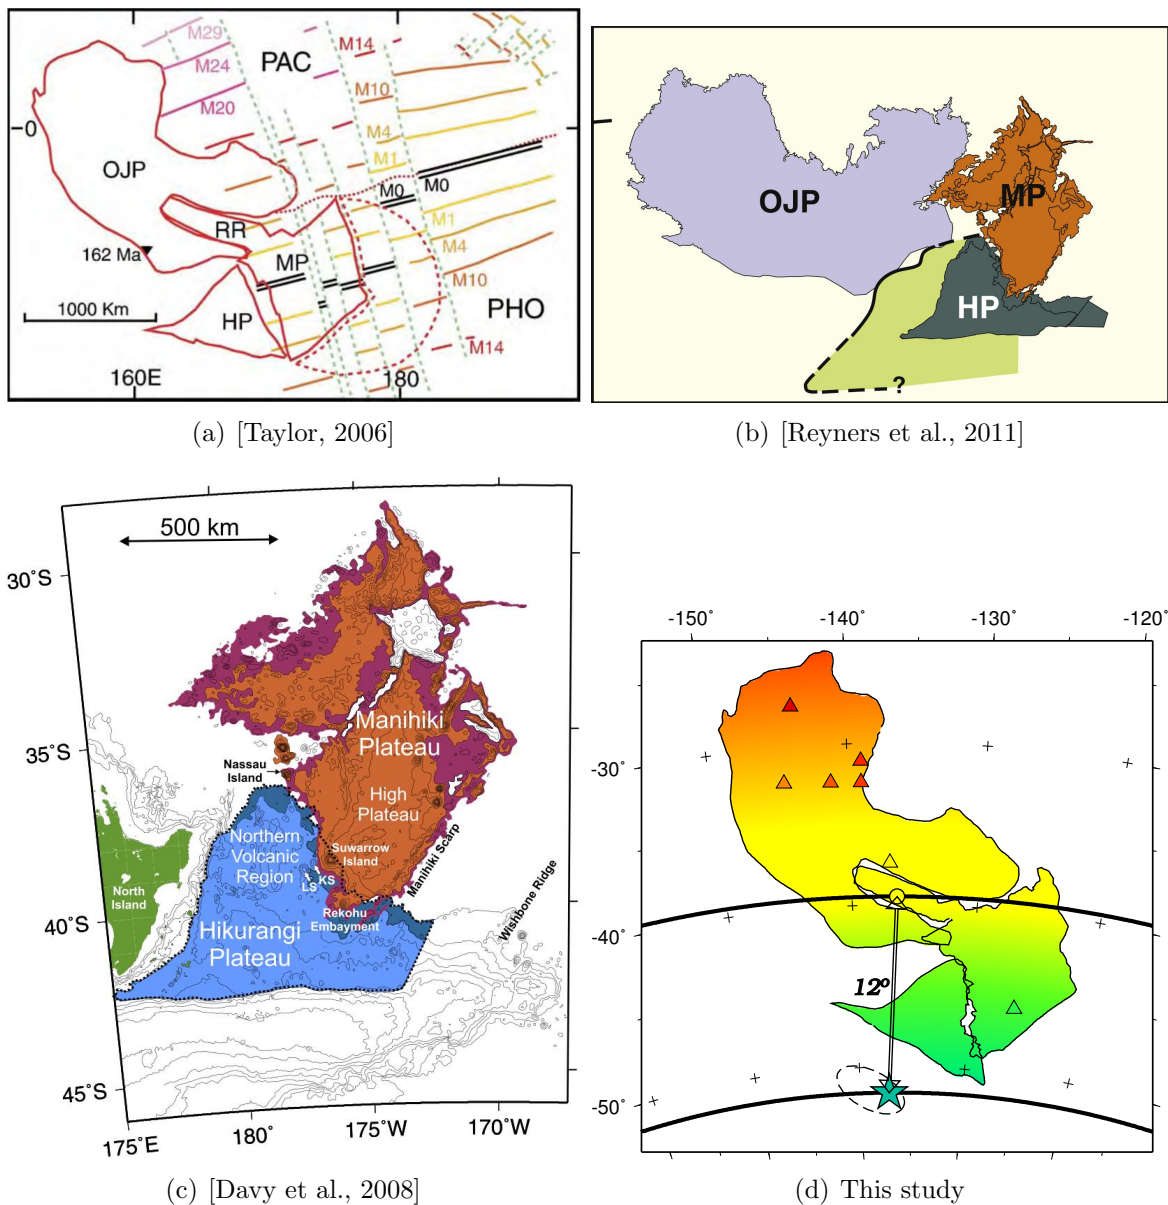 M29
M24
M20
PAC
M14
M10
M4
M1
M0
M0
0
OJP
RR
162 Ma
MP
M1
M4
M10
1000 Km
HP
PHO
M14
160E
180
(a) [Taylor, 2006]
OJP
MP
HP
?
(b) [Reyners et al., 2011]
500 km
30°S
35°S
40°S
45°S
Manihiki
Plateau
Nassau
Island
High
Plateau
Northern
Volcanic
Region
Suwarrow
Island
Manihiki Scarp
LS
KS
North
Island
Rekohu
Embayment
Hikurangi
Plateau
Wishbone Ridge
175°E
180°
175°W
170°W
(c) [Davy et al., 2008]
-150°
-140°
-130°
-120°
-30°
-40°
-50°
12°
(d) This study